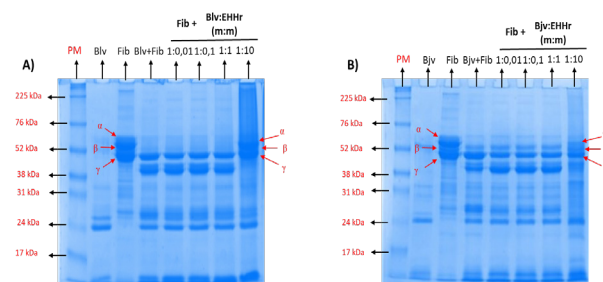 Fib + Blv:EHHr
(m:m)
PM Blv Fib Blv+Fib 1:0,01 1:0,1 1:1 1:10
A)
225 kDa
76 kDa
52 kDa
38 kDa
31 kDa
24 kDa
17 kDa
α
β
γ
α
β
γ
Fib + Bjv:EHHr
(m:m)
PM Bjv Fib Bjv+Fib 1:0,01 1:0,1 1:1 1:10
B)
225 kDa
76 kDa
52 kDa
38 kDa
31 kDa
24 kDa
17 kDa
α
β
γ